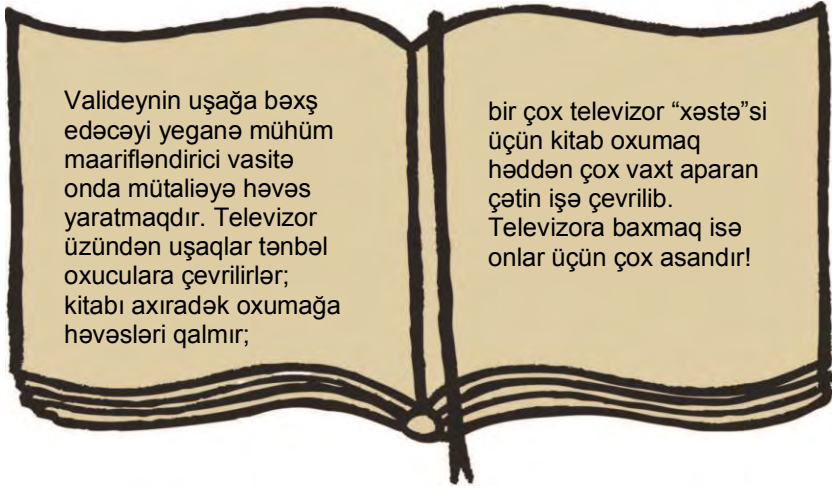 Valideynin uşağa bəxş
edəcəyi yeganə mühüm
maarifləndirici vasitə
onda mütaliəyə həvəs
yaratmaqdır. Televizor
üzündən uşaqlar tənbəl
oxuculara çevrilirlər;
kitabı axıradək oxumağa
həvəsləri qalmır;
bir çox televizor “xəstə”si
üçün kitab oxumaq
həddən çox vaxt aparan
çətin işə çevrilib.
Televizora baxmaq isə
onlar üçün çox asandır!